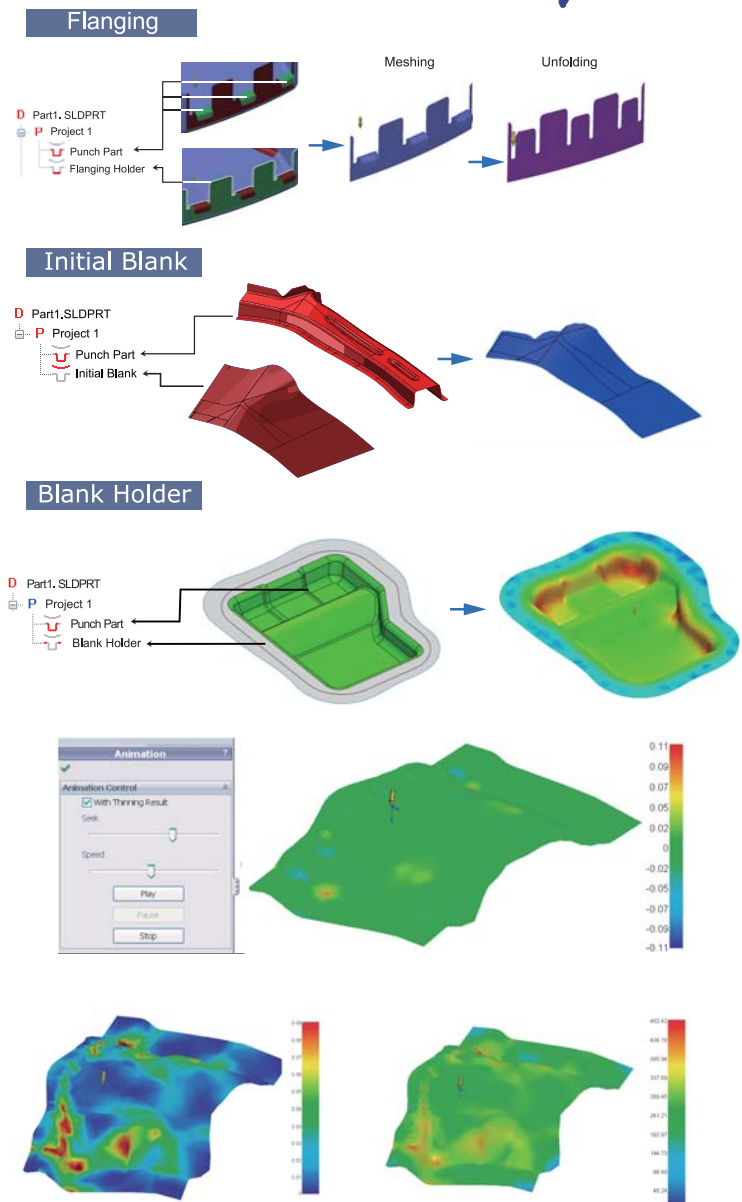 Flanging
Meshing
Unfolding
D Part1. SLDPRT
P Project 1
Punch Part
Flanging Holder
Initial Blank
D Part1.SLDPRT
P Project 1
Punch Part
Initial Blank
Blank Holder
D Part1. SLDPRT
P Project 1
Punch Part
Blank Holder
Animation ?
Animation Control
With Thinning Result
Seek
Speed
Play
Pause
Stop
0.11
0.09
0.07
0.05
0.02
0
-0.02
-0.05
-0.07
-0.09
-0.11